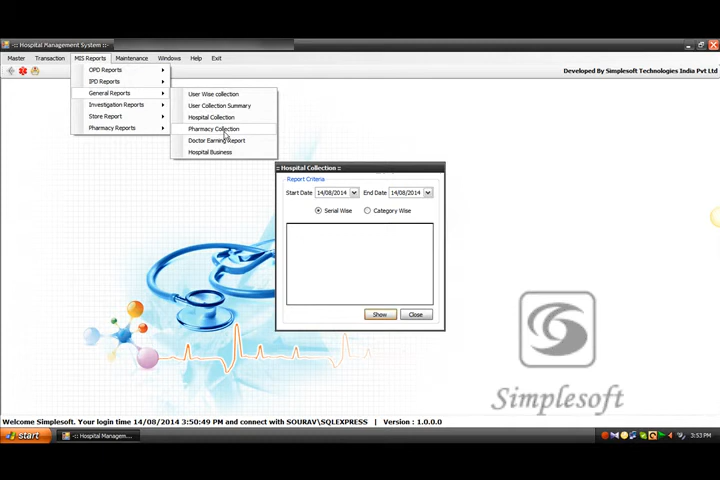 -:: Hospital Management System ::-
Master Transaction MIS Reports Maintenance Windows Help Exit
Developed By Simplesoft Technologies India Pvt Ltd
OPD Reports
IPD Reports
General Reports
Investigation Reports
Store Report
Pharmacy Reports
User Wise collection
User Collection Summary
Hospital Collection
Pharmacy Collection
Doctor Earning Report
Hospital Business
:: Hospital Collection ::
Report Criteria
Start Date 14/08/2014 End Date 14/08/2014
Serial Wise Category Wise
Show Close
Simplesoft
Welcome Simplesoft. Your login time 14/08/2014 3:50:49 PM and connect with SOURAV\SQLEXPRESS | Version : 1.0.0.0
start -:: Hospital Managem... 3:53 PM